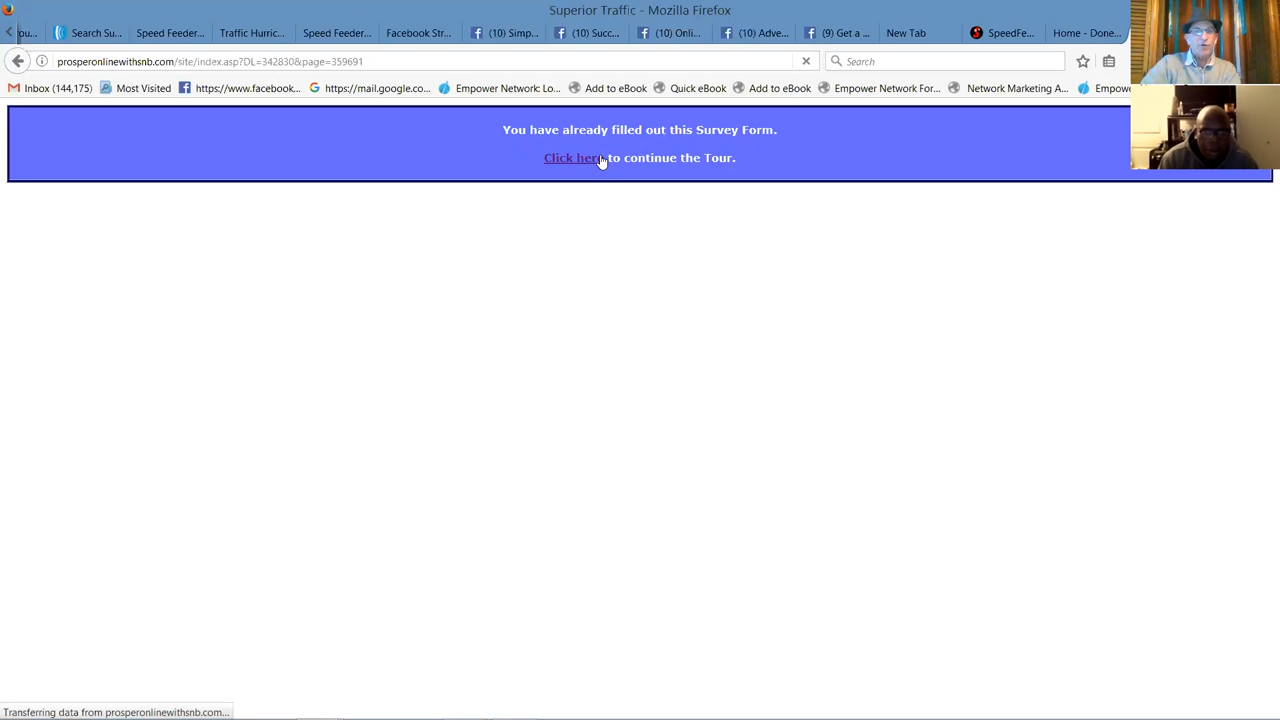 Superior Traffic - Mozilla Firefox
you... Search Su... Speed Feeder... Traffic Hurric... Speed Feeder... Facebook Str... (10) Simp... (10) Succ... (10) Onli... (10) Adve... (9) Get a ... New Tab SpeedFee... Home - Done...
prosperonlinewithsnb.com/site/index.asp?DL=342830&page=359691
Search
Inbox (144,175) Most Visited https://www.facebook... https://mail.google.co... Empower Network: Lo... Add to eBook Quick eBook Add to eBook Empower Network For... Network Marketing A... Empowe
You have already filled out this Survey Form.
Click here to continue the Tour.
Transferring data from prosperonlinewithsnb.com...